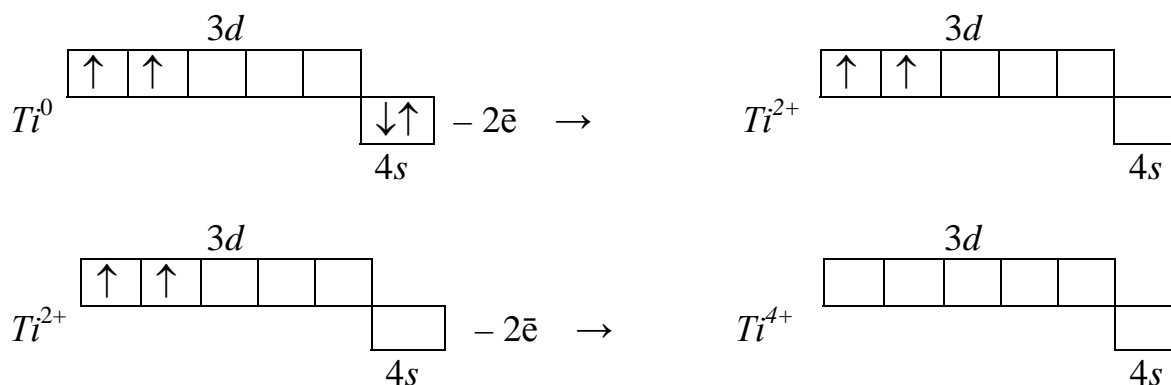 3d 3d
↑ ↑ ↑ ↑
Ti⁰ ↓↑ – 2ē → Ti²⁺
4s 4s
3d 3d
↑ ↑
Ti²⁺ – 2ē → Ti⁴⁺
4s 4s